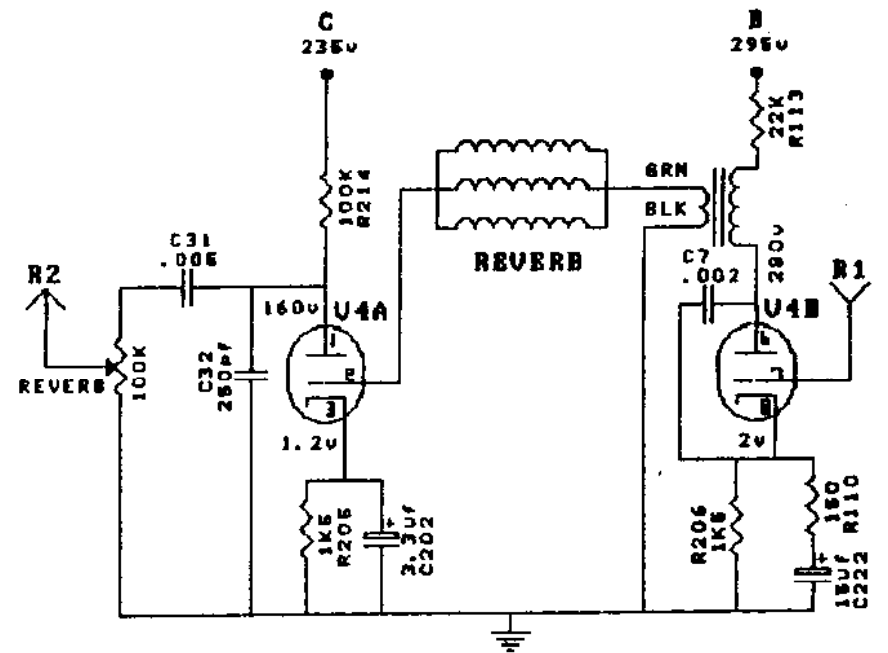 C
235v
B
295v
22K
R113
100K
R214
GRN
BLK
REVERB
280v
C31
.005
R2
C7
.002
R1
160v
V4A
V4B
1
2
3
6
7
8
REVERB
100K
C32
250pf
1.2v
2v
1K5
R205
3.3uf
C202
+
R206
1K5
150
R110
+
15uf
C222